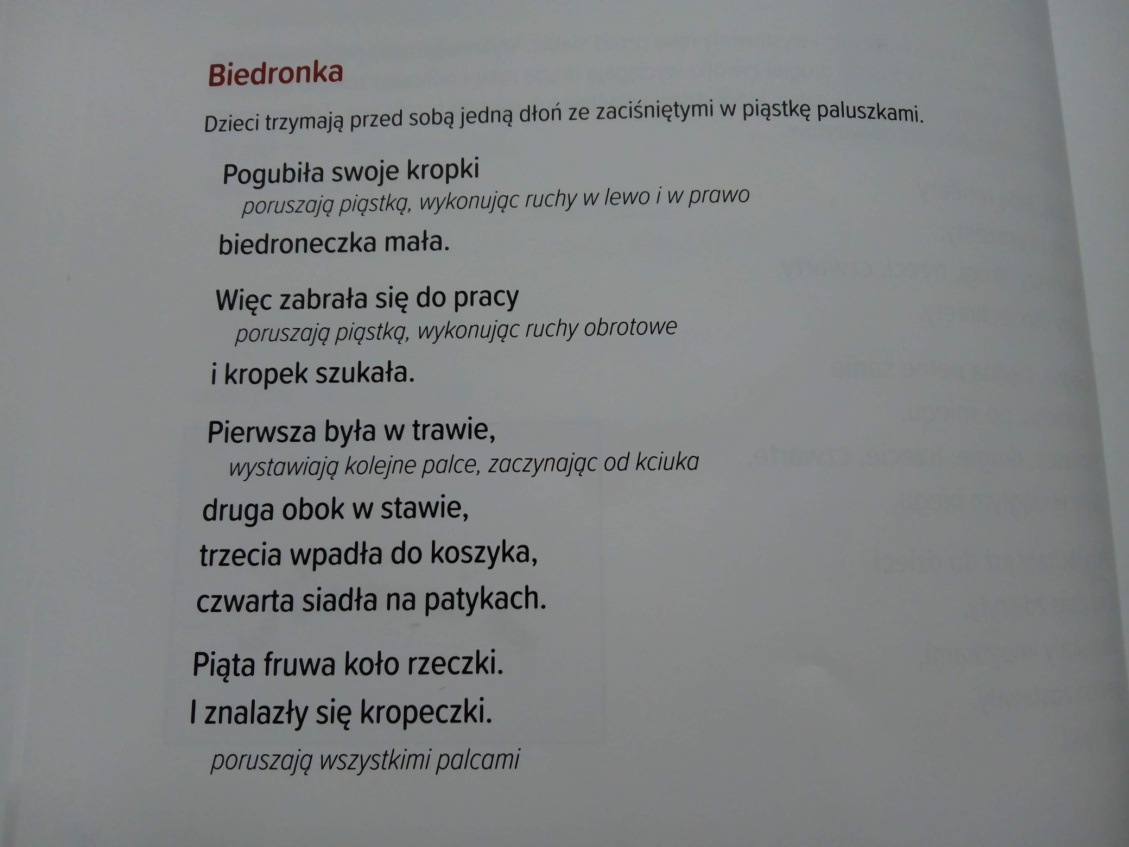 Biedronka
Dzieci trzymają przed sobą jedną dłoń ze zaciśniętymi w piąstkę paluszkami.
Pogubiła swoje kropki
poruszają piąstką, wykonując ruchy w lewo i w prawo
biedroneczka mała.
Więc zabrała się do pracy
poruszają piąstką, wykonując ruchy obrotowe
i kropek szukała.
Pierwsza była w trawie,
wystawiają kolejne palce, zaczynając od kciuka
druga obok w stawie,
trzecia wpadła do koszyka,
czwarta siadła na patykach.
Piąta fruwa koło rzeczki.
I znalazły się kropeczki.
poruszają wszystkimi palcami